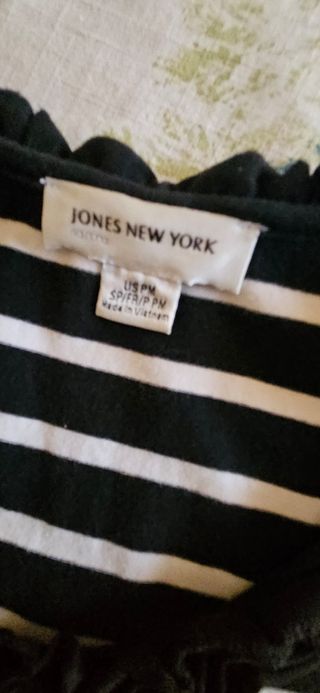 JONES NEW YORK
US PM
SP/FR/P PM
Made in Vietnam